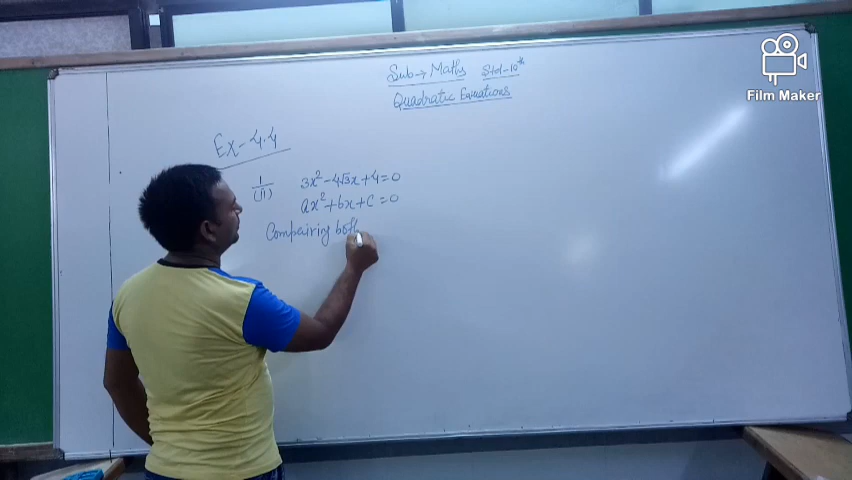 Sub → Maths Std-10th
Quadratic Equations
Film Maker
Ex-4.4
1
(ii) 3x² - 4√3x + 4 = 0
ax² + bx + c = 0
Compairing both